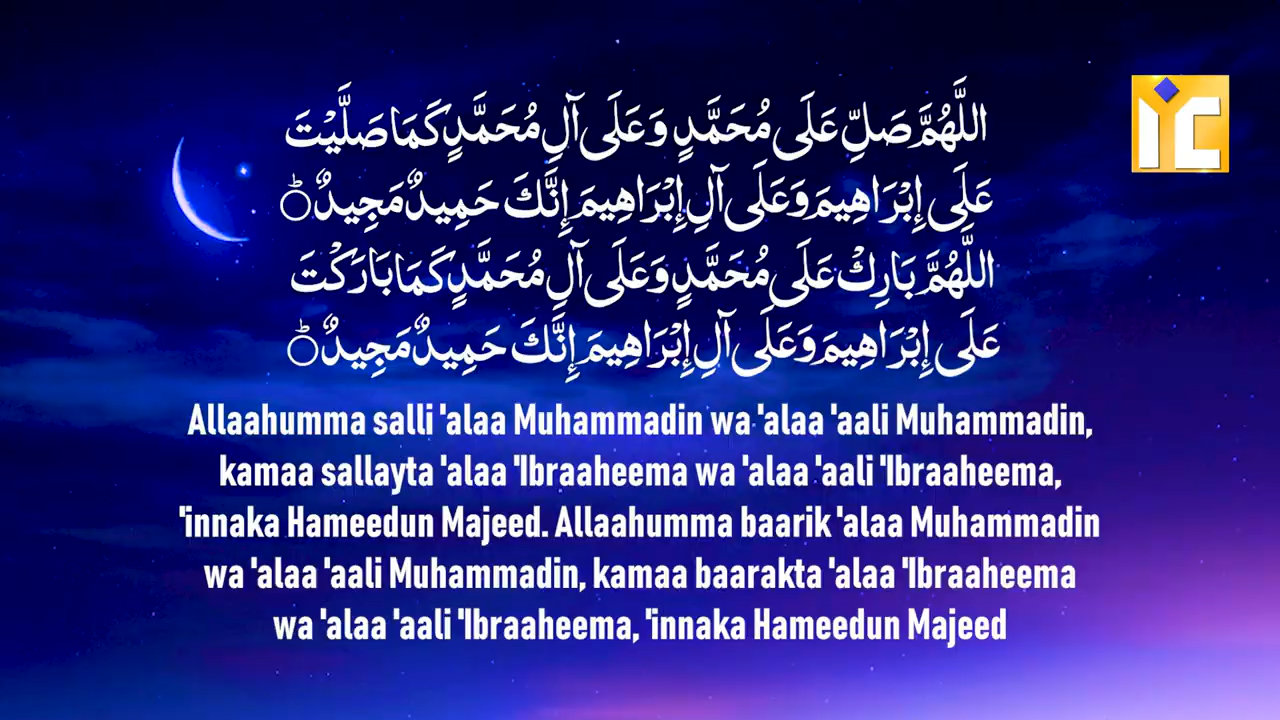 اللَّهُمَّ صَلِّ عَلَى مُحَمَّدٍ وَعَلَى آلِ مُحَمَّدٍ كَمَا صَلَّيْتَ
عَلَى إِبْرَاهِيمَ وَعَلَى آلِ إِبْرَاهِيمَ إِنَّكَ حَمِيدٌ مَجِيدٌ ؕ
اللَّهُمَّ بَارِكْ عَلَى مُحَمَّدٍ وَعَلَى آلِ مُحَمَّدٍ كَمَا بَارَكْتَ
عَلَى إِبْرَاهِيمَ وَعَلَى آلِ إِبْرَاهِيمَ إِنَّكَ حَمِيدٌ مَجِيدٌ ؕ
Allaahumma salli 'alaa Muhammadin wa 'alaa 'aali Muhammadin,
kamaa sallayta 'alaa 'Ibraaheema wa 'alaa 'aali 'Ibraaheema,
'innaka Hameedun Majeed. Allaahumma baarik 'alaa Muhammadin
wa 'alaa 'aali Muhammadin, kamaa baarakta 'alaa 'Ibraaheema
wa 'alaa 'aali 'Ibraaheema, 'innaka Hameedun Majeed